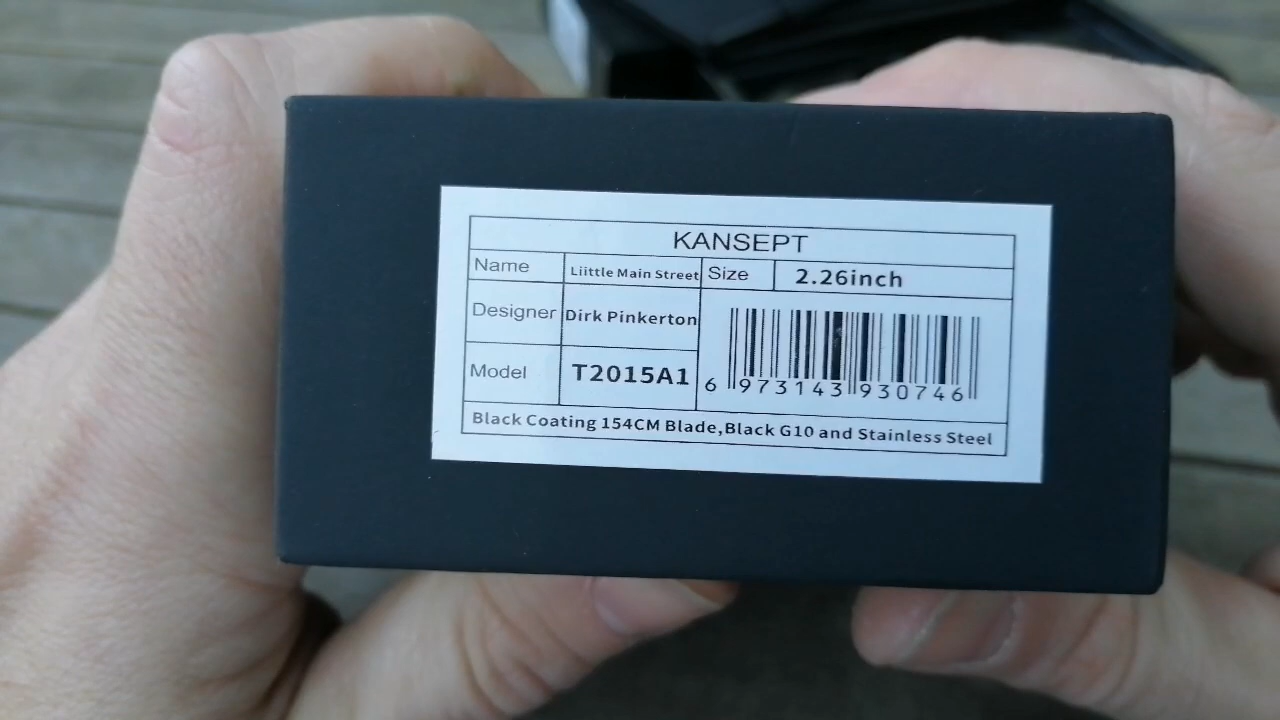 KANSEPT
Name Liittle Main Street Size 2.26inch
Designer Dirk Pinkerton
Model T2015A1
6 973143 930746
Black Coating 154CM Blade,Black G10 and Stainless Steel